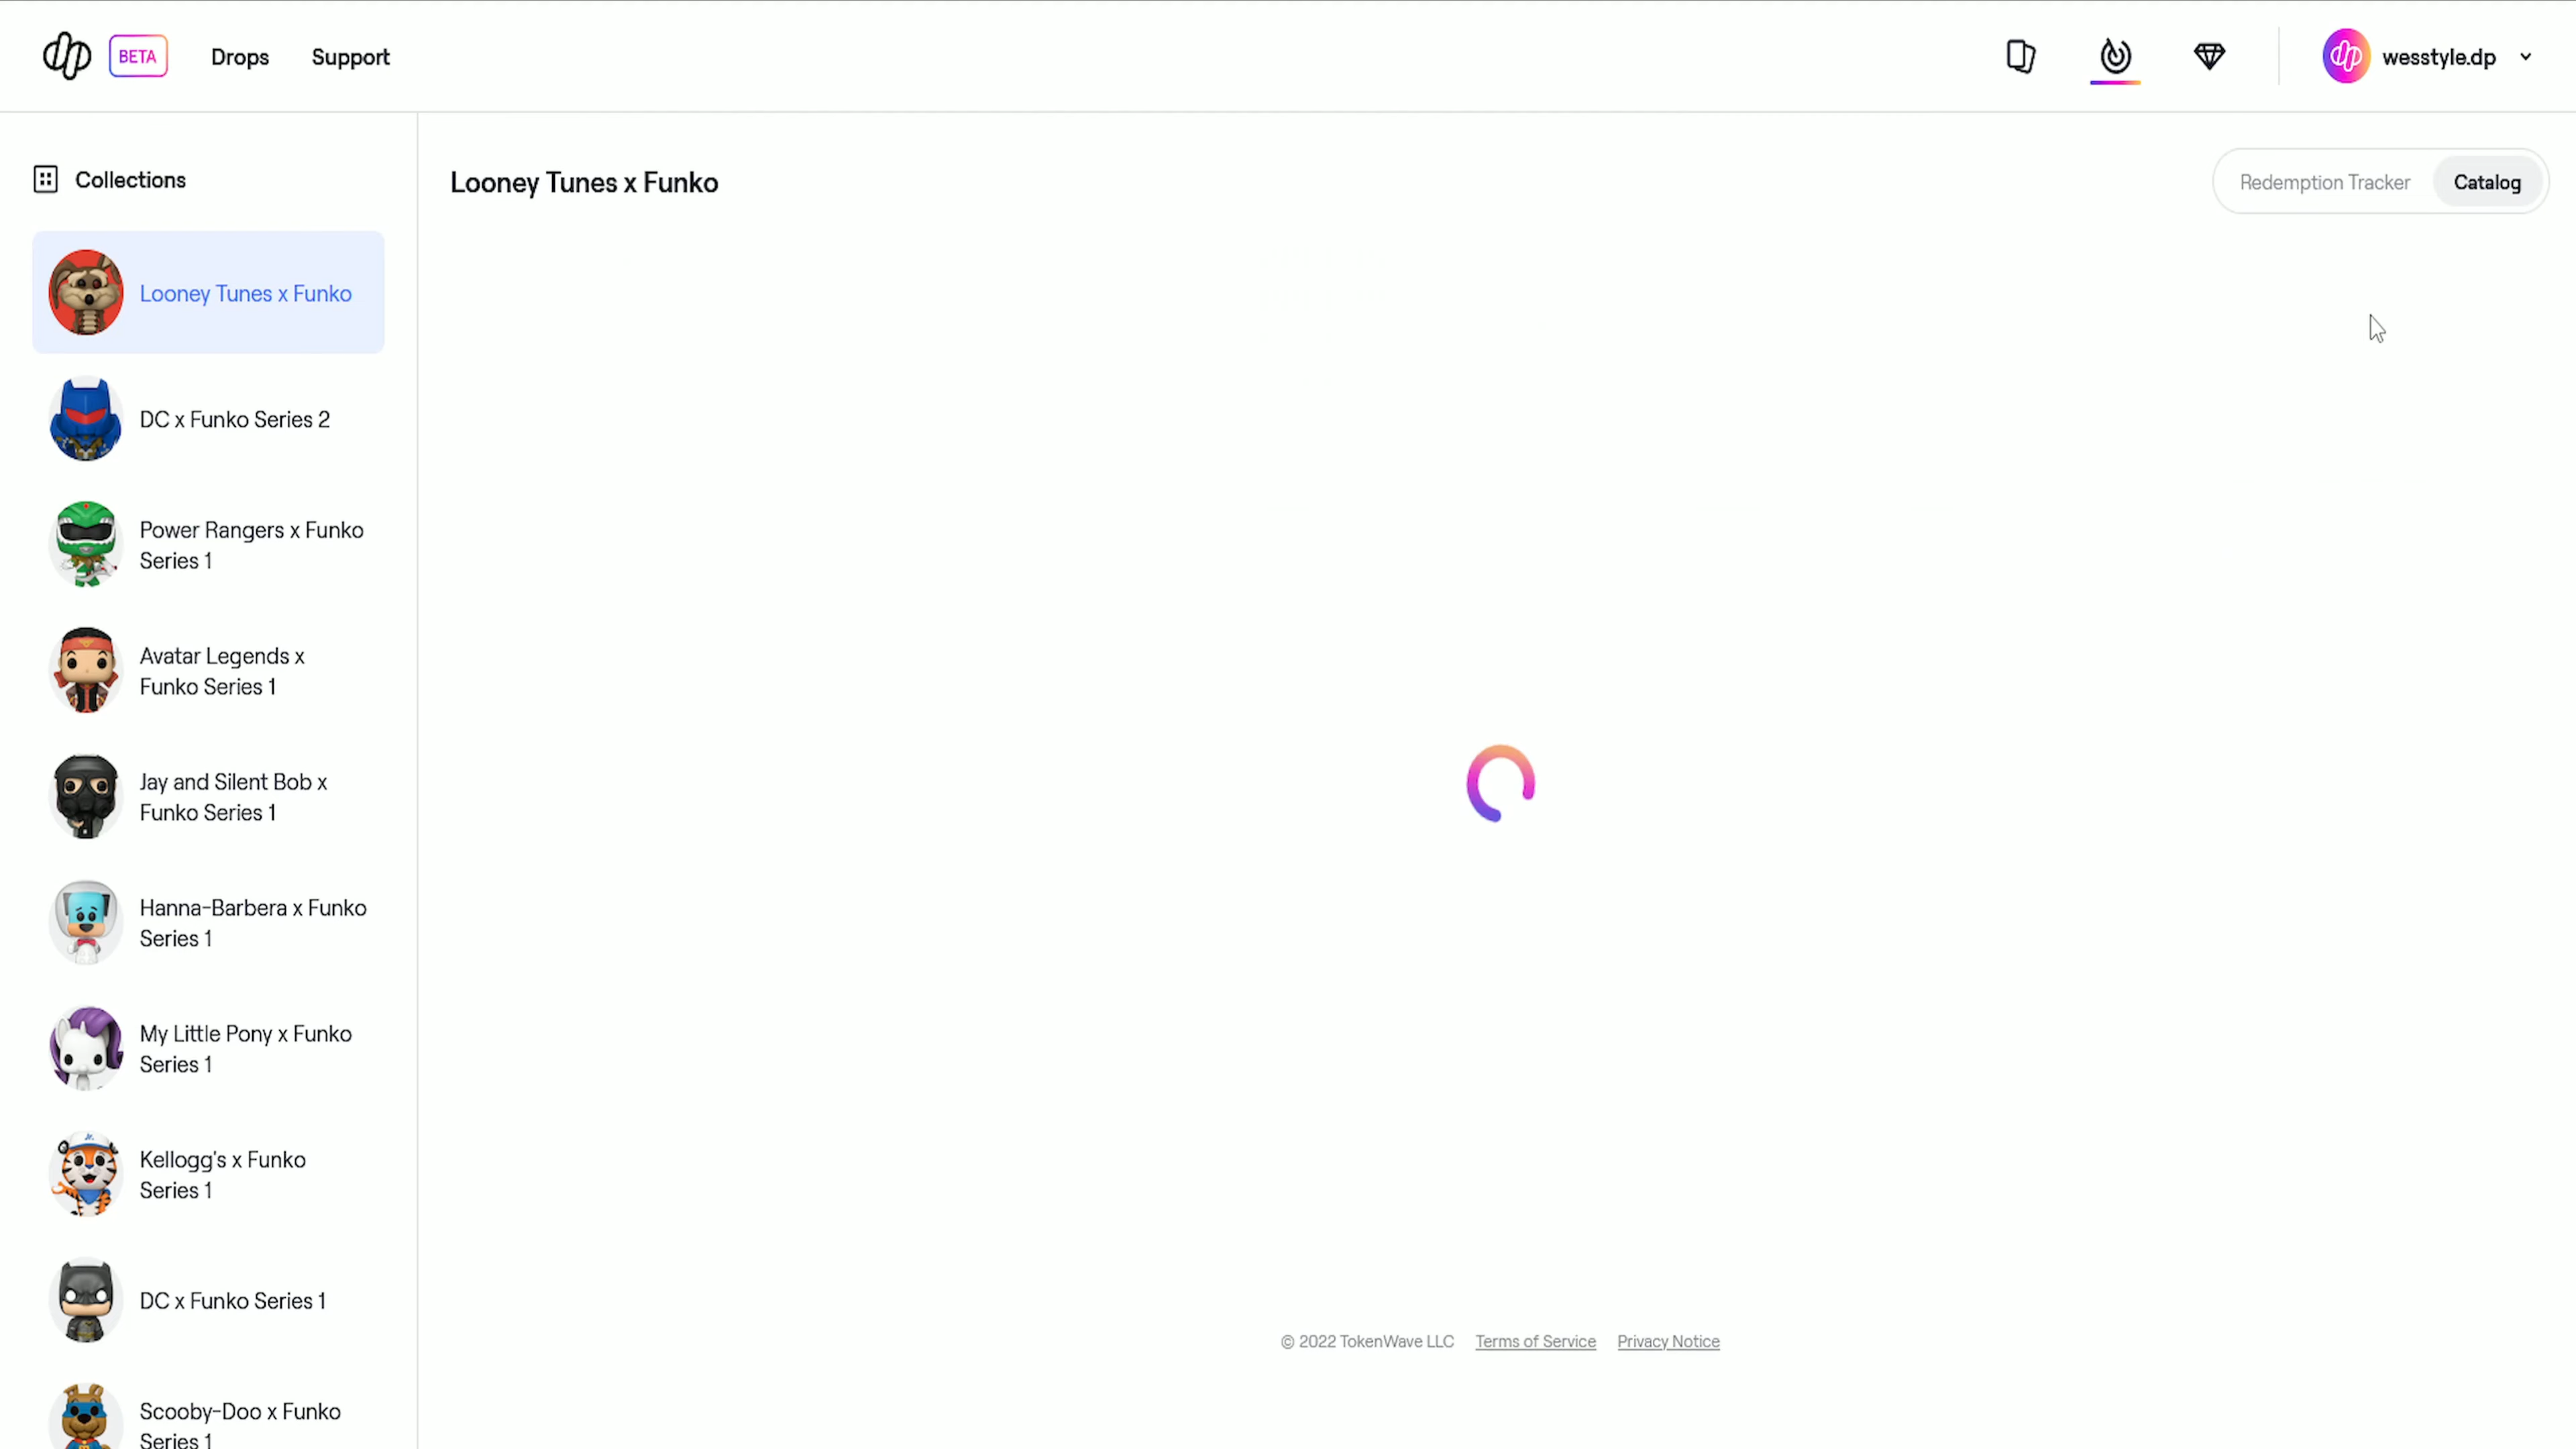 dp BETA Drops Support
dp wesstyle.dp
Collections
Looney Tunes x Funko
Redemption Tracker Catalog
Looney Tunes x Funko
DC x Funko Series 2
Power Rangers x Funko
Series 1
Avatar Legends x
Funko Series 1
Jay and Silent Bob x
Funko Series 1
Hanna-Barbera x Funko
Series 1
My Little Pony x Funko
Series 1
Kellogg's x Funko
Series 1
DC x Funko Series 1
Scooby-Doo x Funko
Series 1
© 2022 TokenWave LLC Terms of Service Privacy Notice